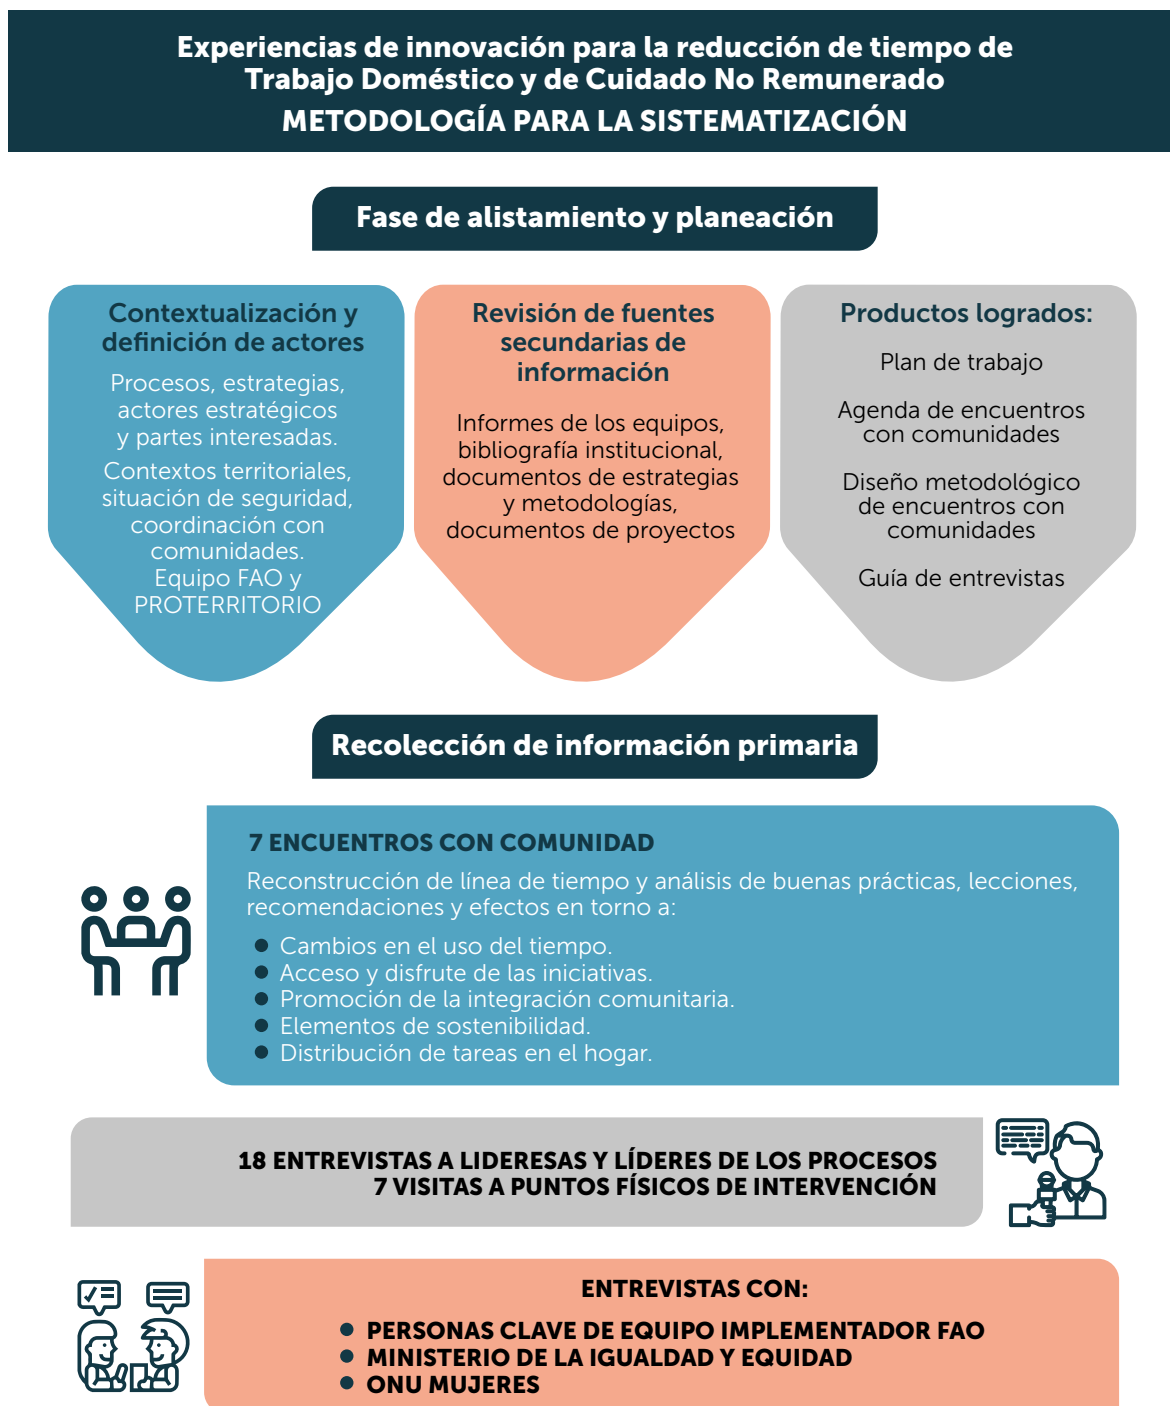 Experiencias de innovación para la reducción de tiempo de
Trabajo Doméstico y de Cuidado No Remunerado
METODOLOGÍA PARA LA SISTEMATIZACIÓN
Fase de alistamiento y planeación
Contextualización y
definición de actores
Procesos, estrategias,
actores estratégicos
y partes interesadas.
Contextos territoriales,
situación de seguridad,
coordinación con
comunidades.
Equipo FAO y
PROTERRITORIO
Revisión de fuentes
secundarias de
información
Informes de los equipos,
bibliografía institucional,
documentos de estrategias
y metodologías,
documentos de proyectos
Productos logrados:
Plan de trabajo
Agenda de encuentros
con comunidades
Diseño metodológico
de encuentros con
comunidades
Guía de entrevistas
Recolección de información primaria
7 ENCUENTROS CON COMUNIDAD
Reconstrucción de línea de tiempo y análisis de buenas prácticas, lecciones,
recomendaciones y efectos en torno a:
● Cambios en el uso del tiempo.
● Acceso y disfrute de las iniciativas.
● Promoción de la integración comunitaria.
● Elementos de sostenibilidad.
● Distribución de tareas en el hogar.
18 ENTREVISTAS A LIDERESAS Y LÍDERES DE LOS PROCESOS
7 VISITAS A PUNTOS FÍSICOS DE INTERVENCIÓN
ENTREVISTAS CON:
● PERSONAS CLAVE DE EQUIPO IMPLEMENTADOR FAO
● MINISTERIO DE LA IGUALDAD Y EQUIDAD
● ONU MUJERES